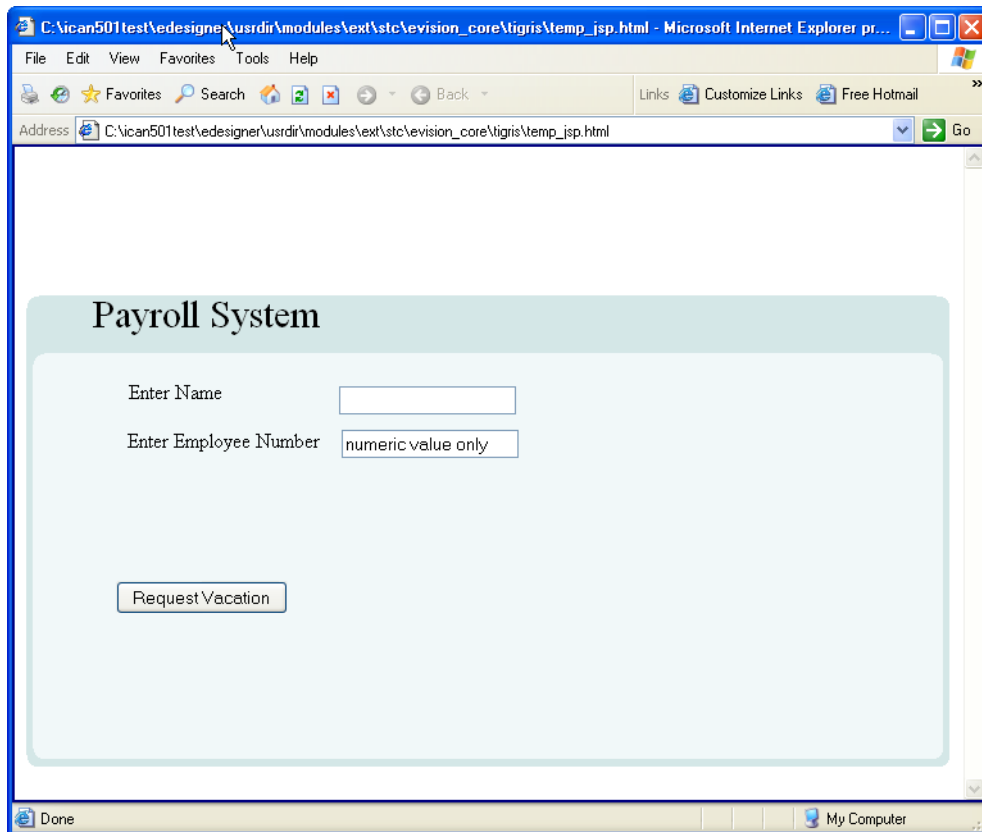 C:\ican501test\edesigner\usrdir\modules\ext\stc\evision_core\tigris\temp_jsp.html - Microsoft Internet Explorer pr...
File Edit View Favorites Tools Help
Favorites Search Back Links Customize Links Free Hotmail »
Address C:\ican501test\edesigner\usrdir\modules\ext\stc\evision_core\tigris\temp_jsp.html Go
Payroll System
Enter Name
Enter Employee Number numeric value only
Request Vacation
Done My Computer